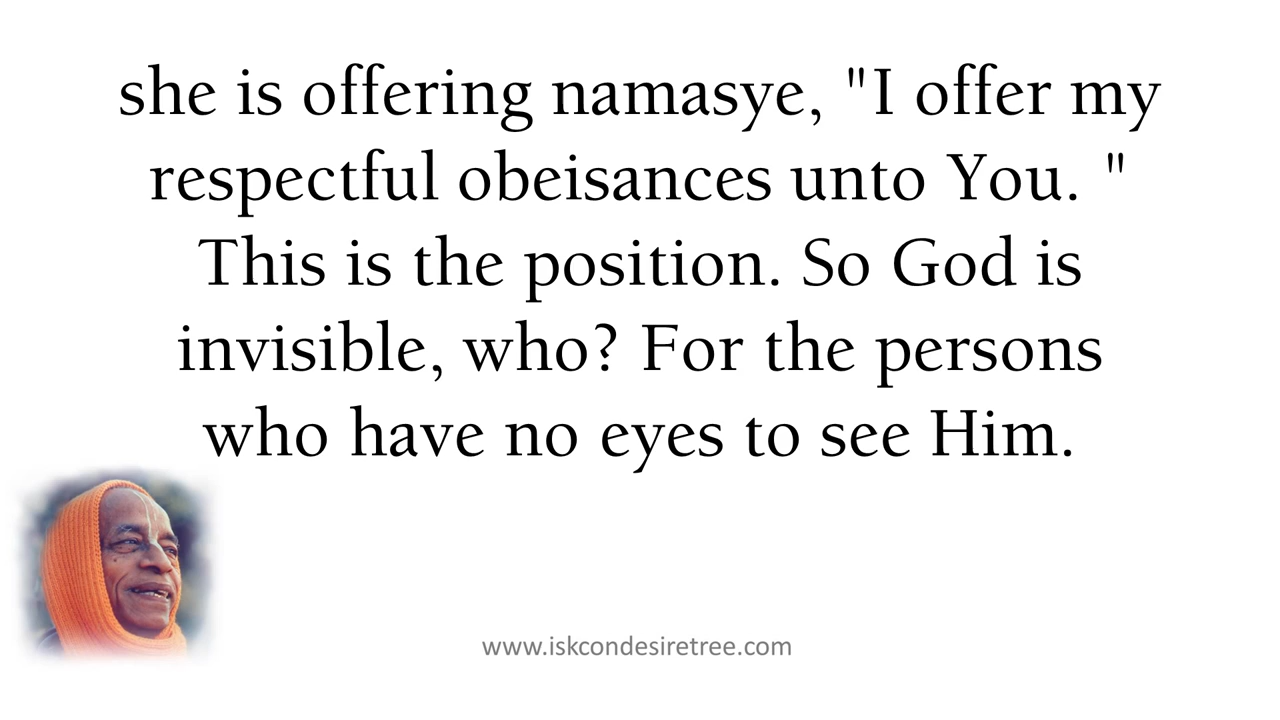 she is offering namasye, "I offer my
respectful obeisances unto You. "
This is the position. So God is
invisible, who? For the persons
who have no eyes to see Him.
www.iskcondesiretree.com